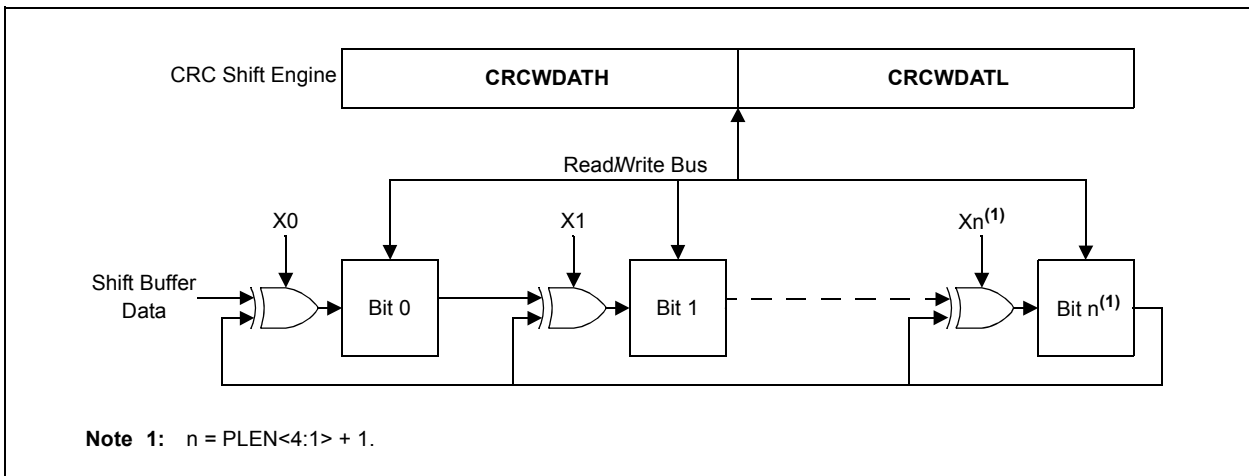 CRC Shift Engine CRCWDATH CRCWDATL
Read/Write Bus
X0 X1 Xn(1)
Shift Buffer
Data
Bit 0 Bit 1 Bit n(1)
Note 1: n = PLEN<4:1> + 1.